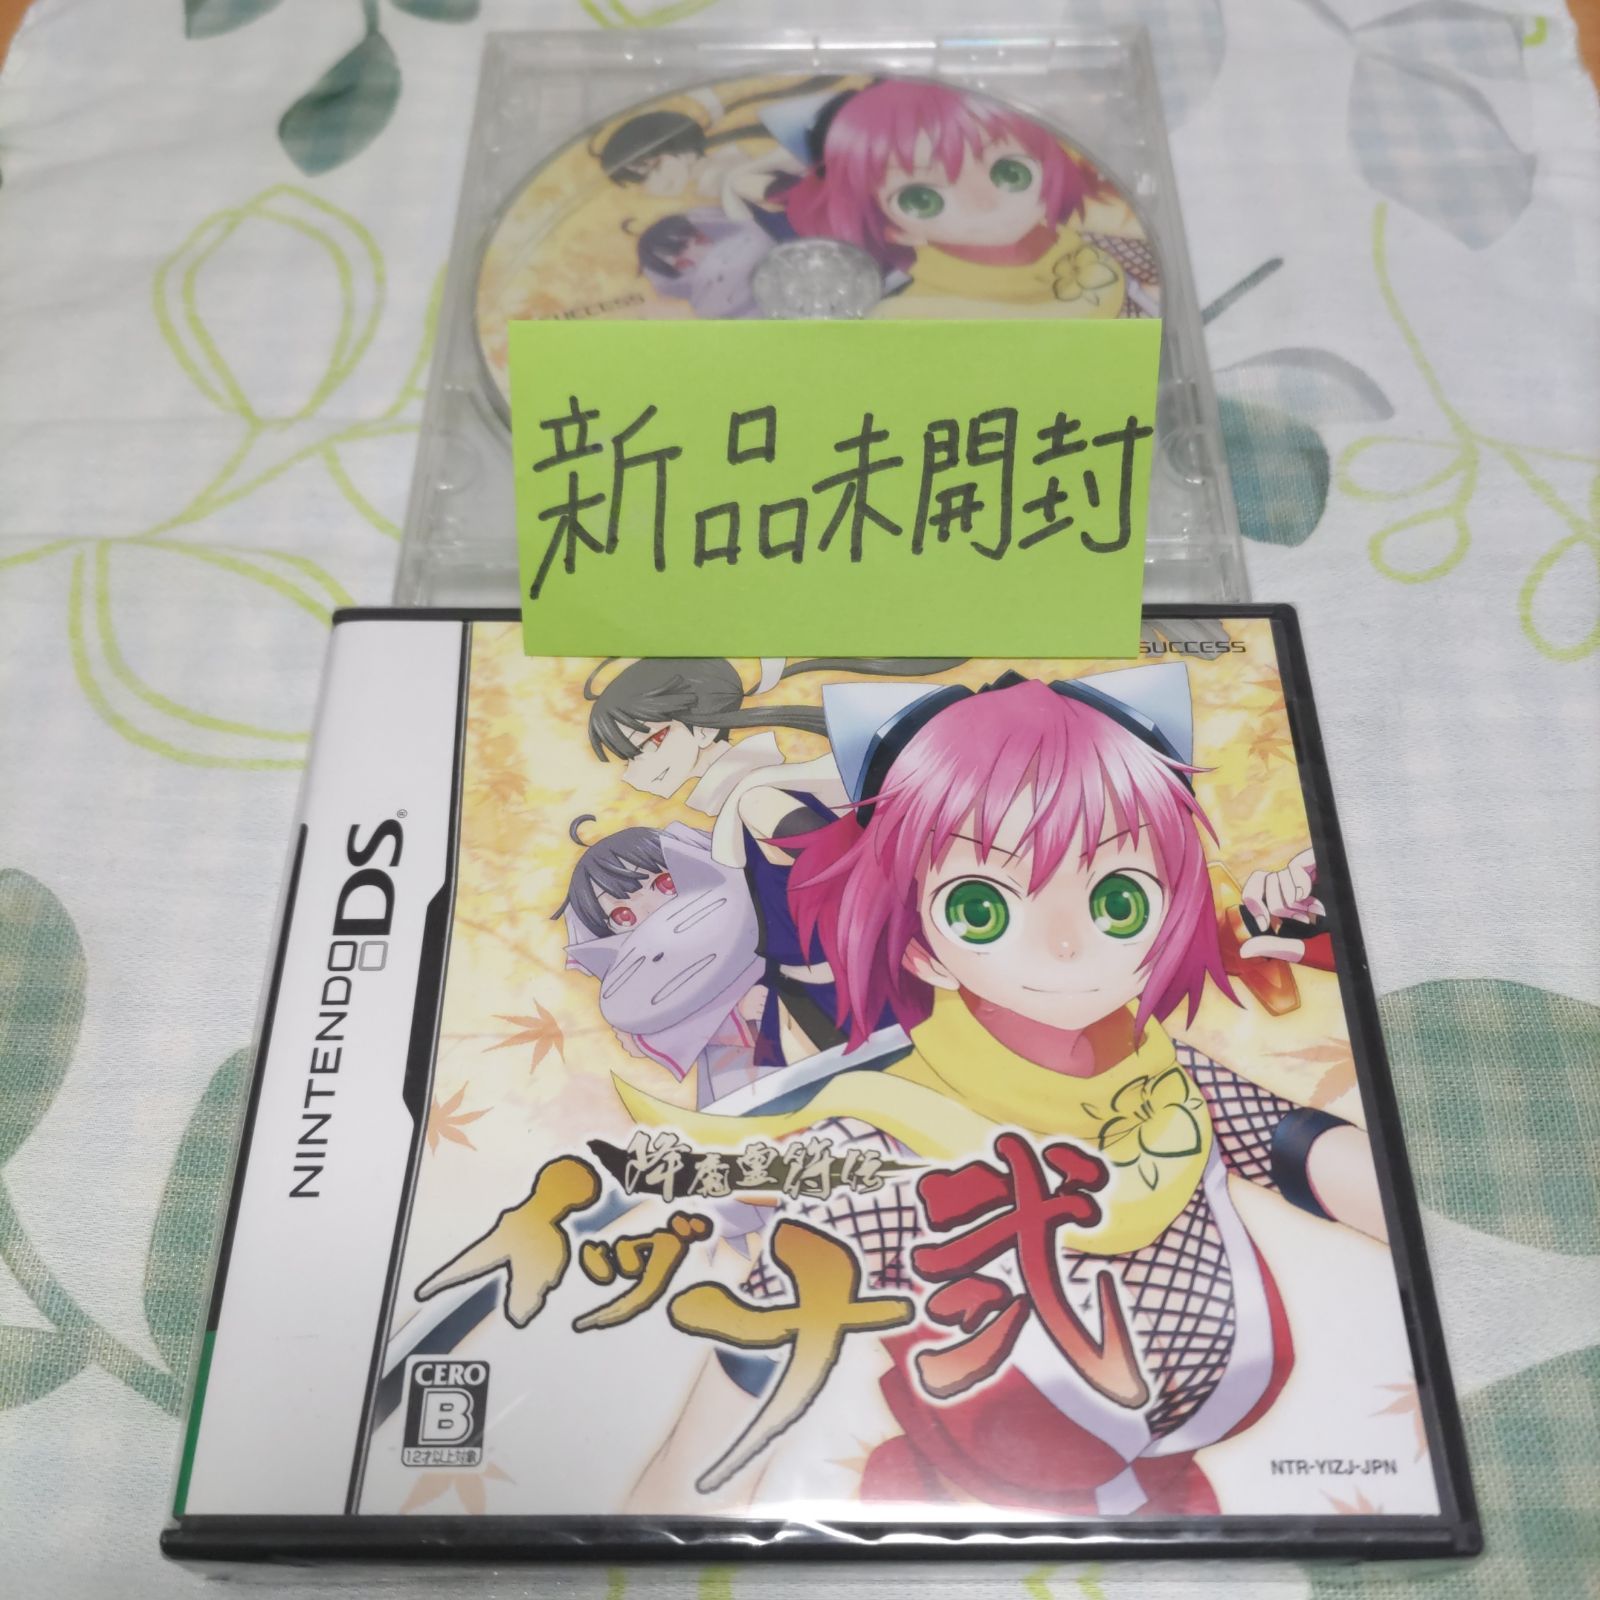 SUCCESS
新品未開封
SUCCESS
NINTENDO DS®
降魔霊符伝
イヅナ弐
CERO
B
12才以上対象
NTR-YIZJ-JPN